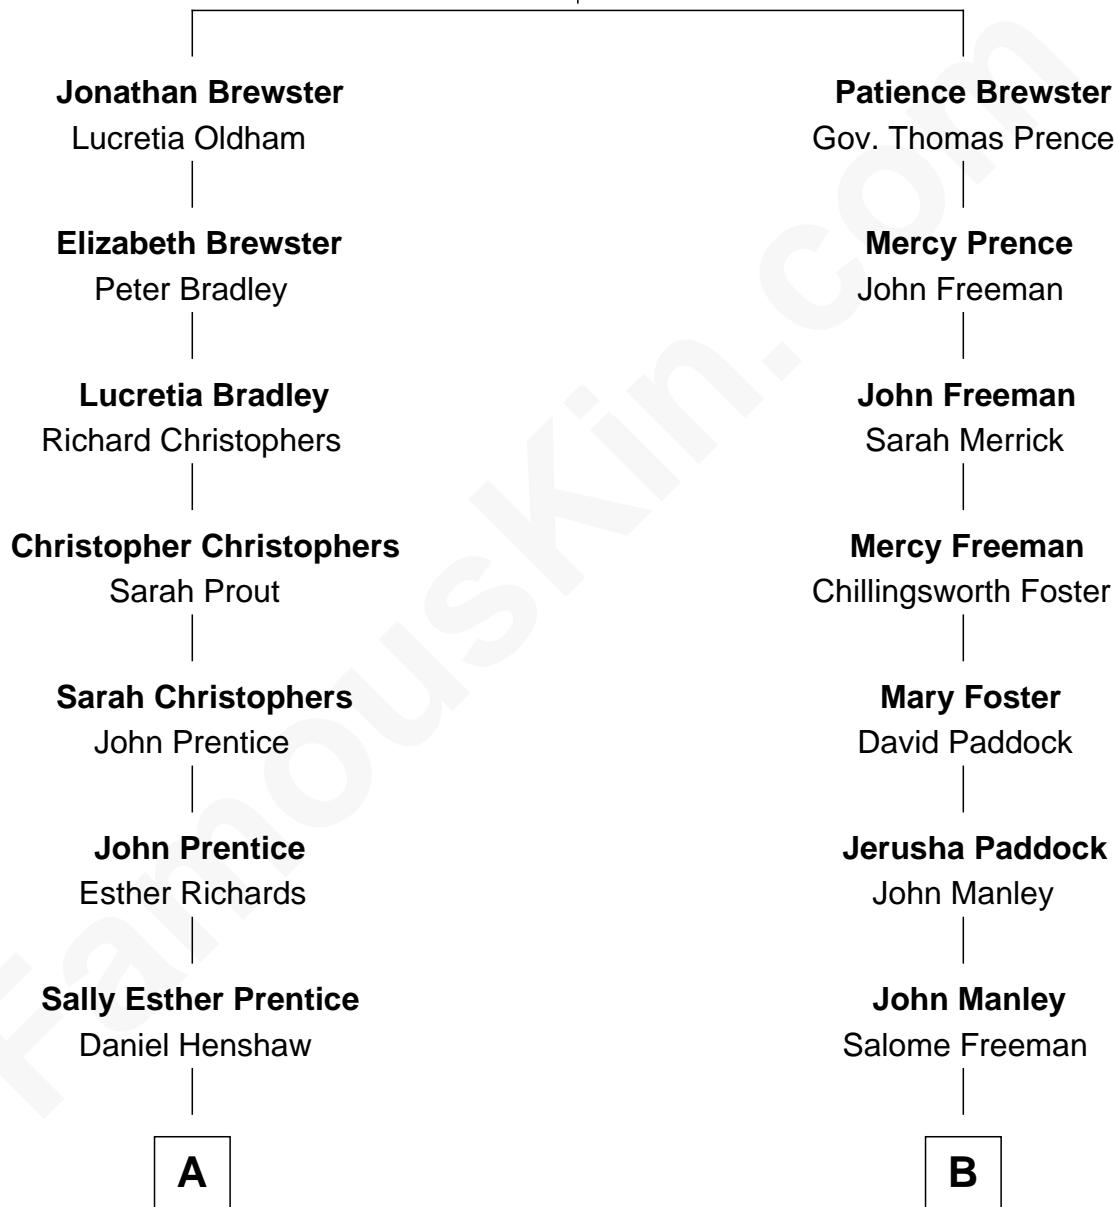 Jonathan Brewster
Lucretia Oldham
Elizabeth Brewster
Peter Bradley
Lucretia Bradley
Richard Christophers
Christopher Christophers
Sarah Prout
Sarah Christophers
John Prentice
John Prentice
Esther Richards
Sally Esther Prentice
Daniel Henshaw
A
Patience Brewster
Gov. Thomas Prence
Mercy Prence
John Freeman
John Freeman
Sarah Merrick
Mercy Freeman
Chillingsworth Foster
Mary Foster
David Paddock
Jerusha Paddock
John Manley
John Manley
Salome Freeman
B
FamousKin.com